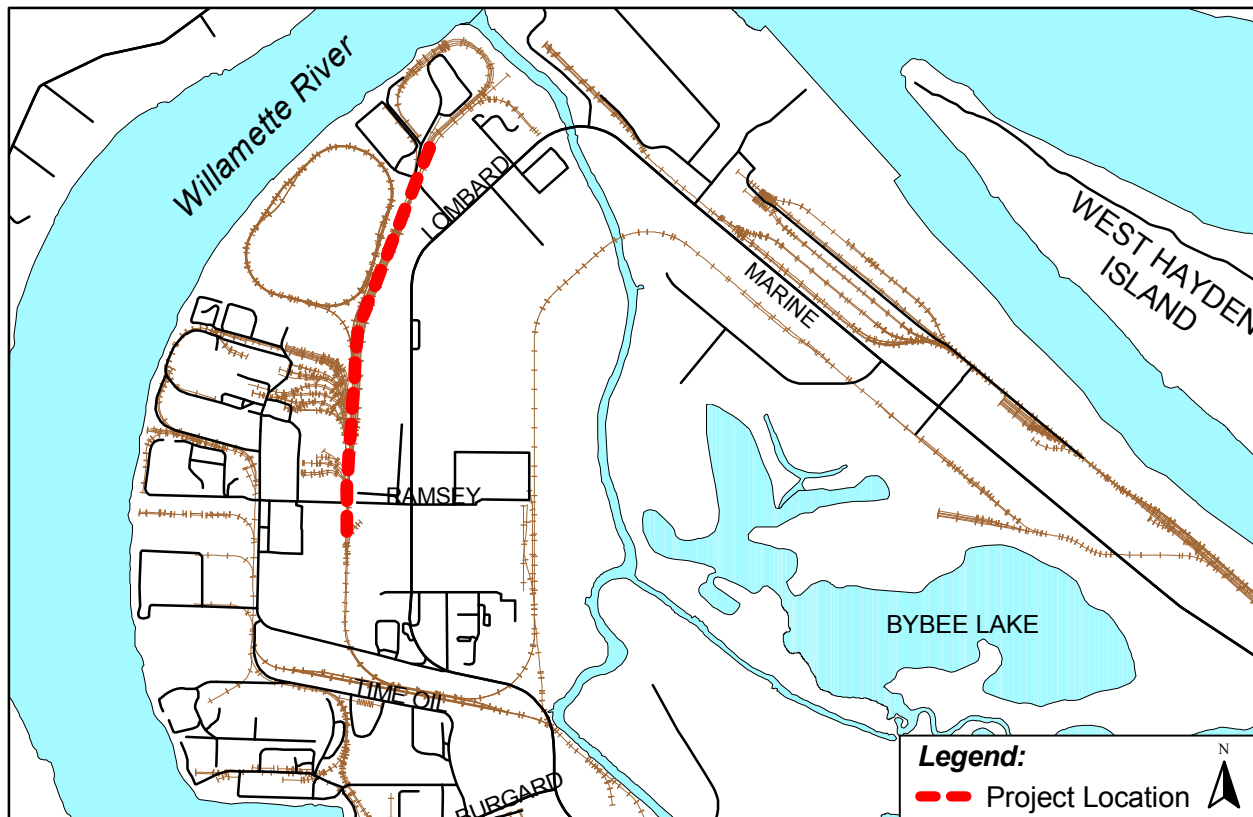 Willamette River
LOMBARD
WEST HAYDEN
ISLAND
MARINE
RAMSEY
BYBEE LAKE
TIME OIL
BURGARD
Legend:
N
Project Location